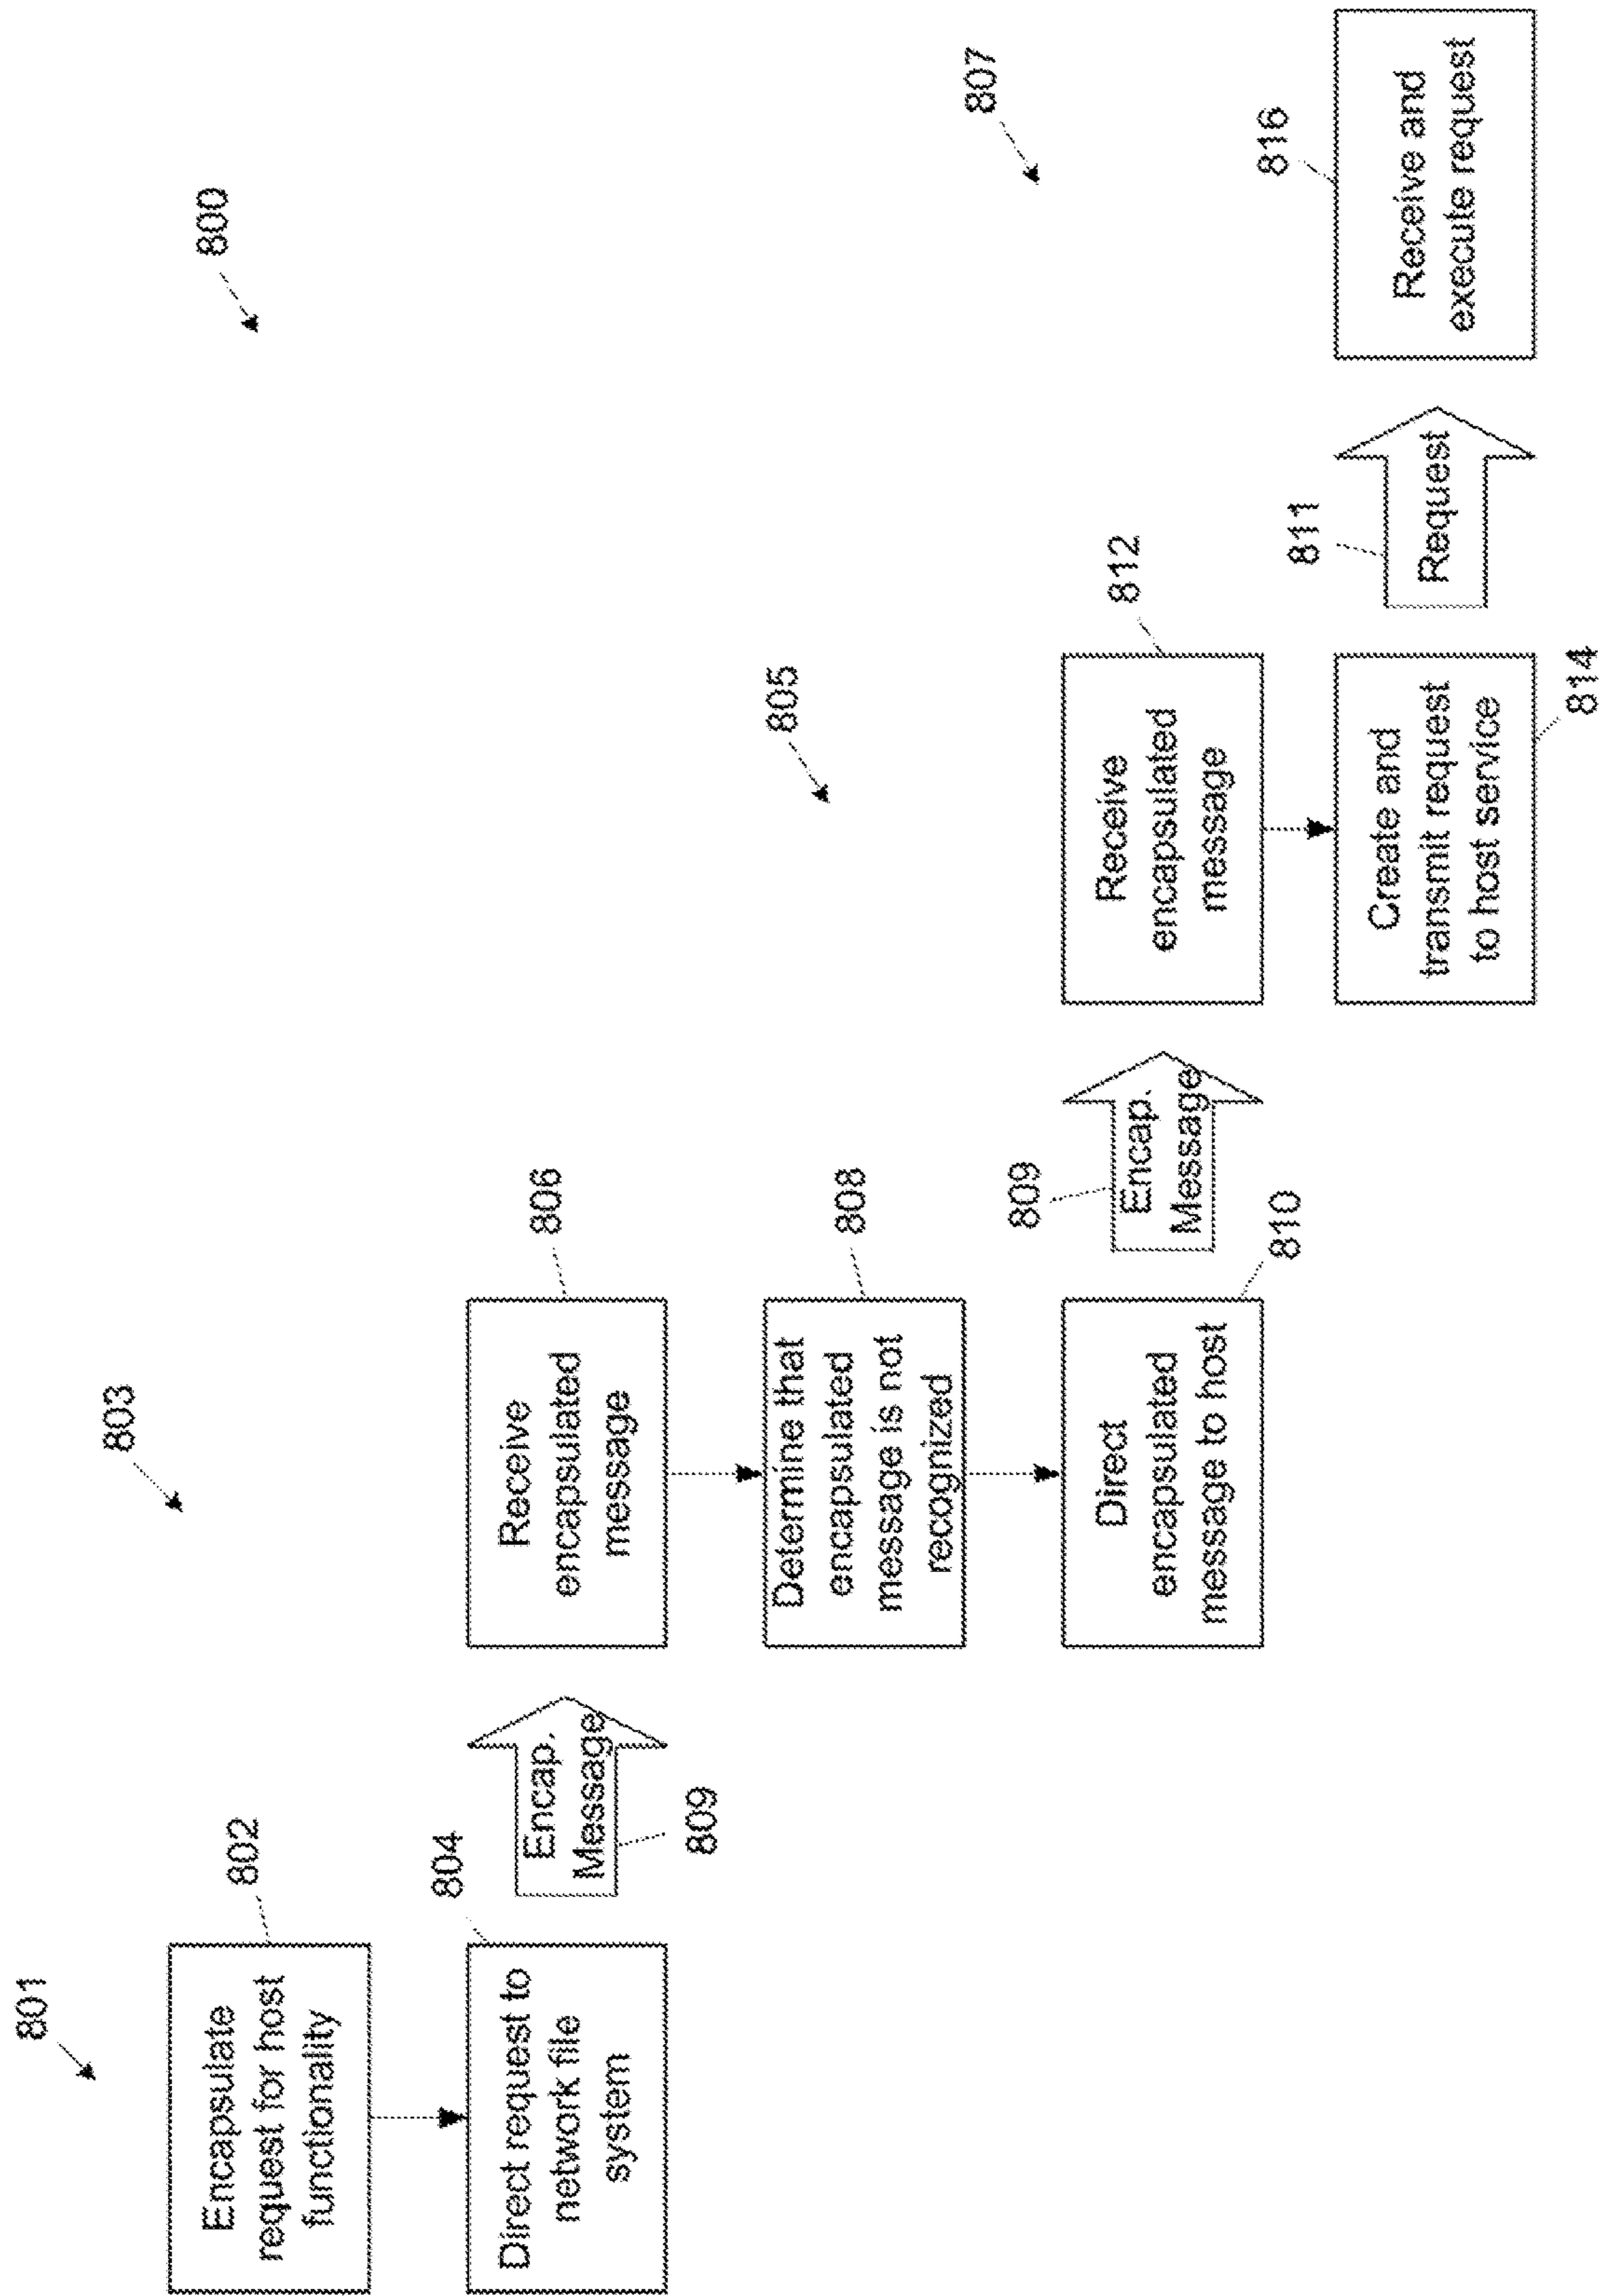 800
801
802
Encapsulate
request for host
functionality
804
Direct request to
network file
system
Encap.
Message
809
803
806
Receive
encapsulated
message
808
Determine that
encapsulated
message is not
recognized
810
Direct
encapsulated
message to host
809
Encap.
Message
805
812
Receive
encapsulated
message
Create and
transmit request
to host service
814
811
Request
807
816
Receive and
execute request